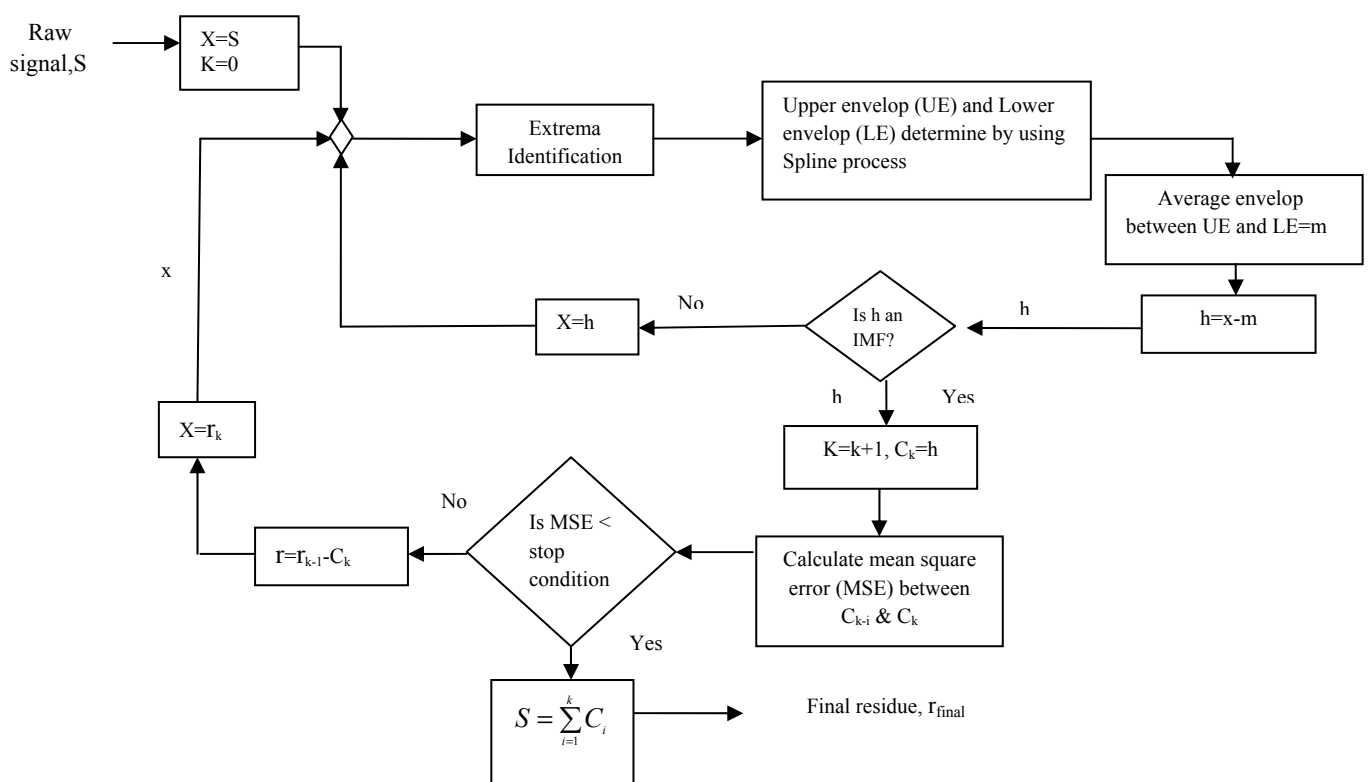 Raw
signal,S
X=S
K=0
Extrema
Identification
Upper envelop (UE) and Lower
envelop (LE) determine by using
Spline process
Average envelop
between UE and LE=m
h=x-m
h
Is h an
IMF?
No
X=h
x
h
Yes
K=k+1, Cₖ=h
Calculate mean square
error (MSE) between
Cₖ₋ᵢ & Cₖ
Is MSE <
stop
condition
No
r=rₖ₋₁-Cₖ
X=rₖ
Yes
S = ∑ᵢ₌₁ᵏ Cᵢ
Final residue, r_final